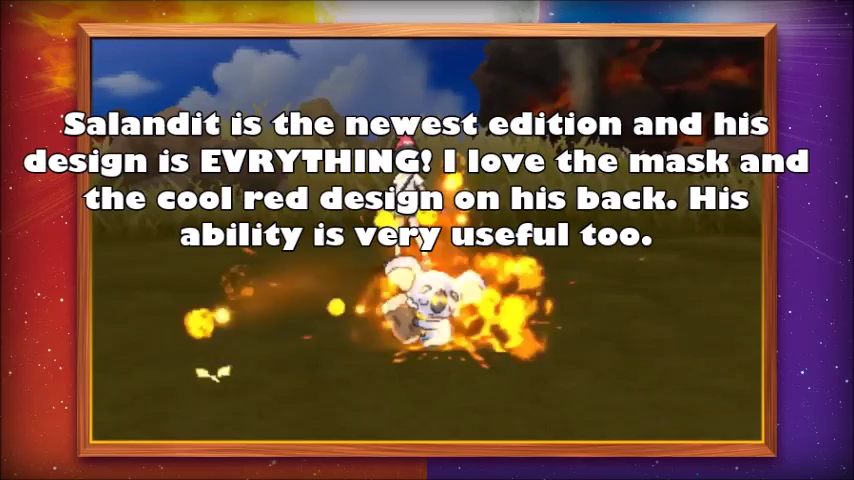 Salandit is the newest edition and his
design is EVRYTHING! I love the mask and
the cool red design on his back. His
ability is very useful too.